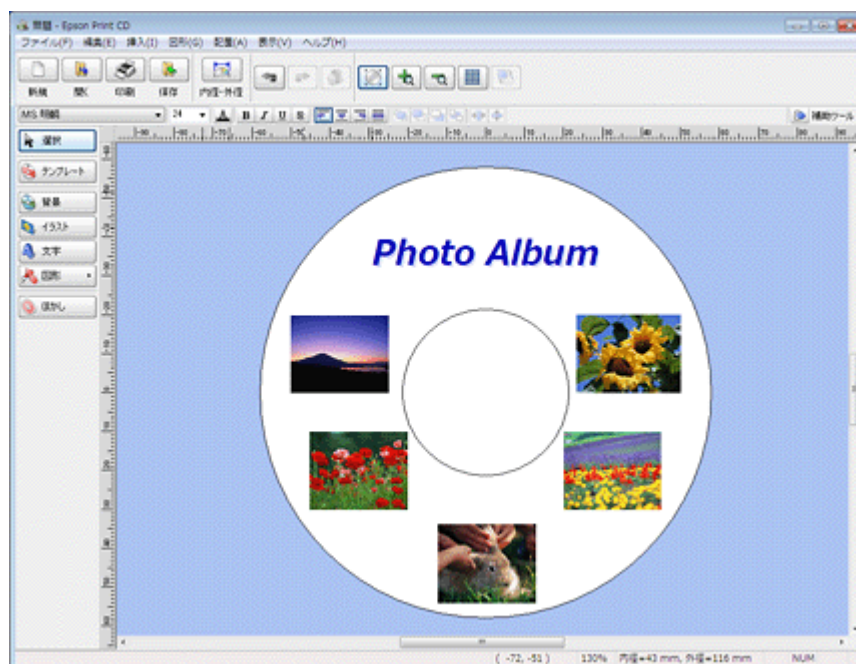 無題 - Epson Print CD
ファイル(F) 編集(E) 挿入(I) 図形(G) 配置(A) 表示(V) ヘルプ(H)
新規 開く 印刷 保存 内径・外径
MS 明朝 24 A B I U 補助ツール
選択
テンプレート
背景
イラスト
文字
図形
ぼかし
Photo Album
( -72, -51) 130% 内径=43 mm, 外径=116 mm NUM